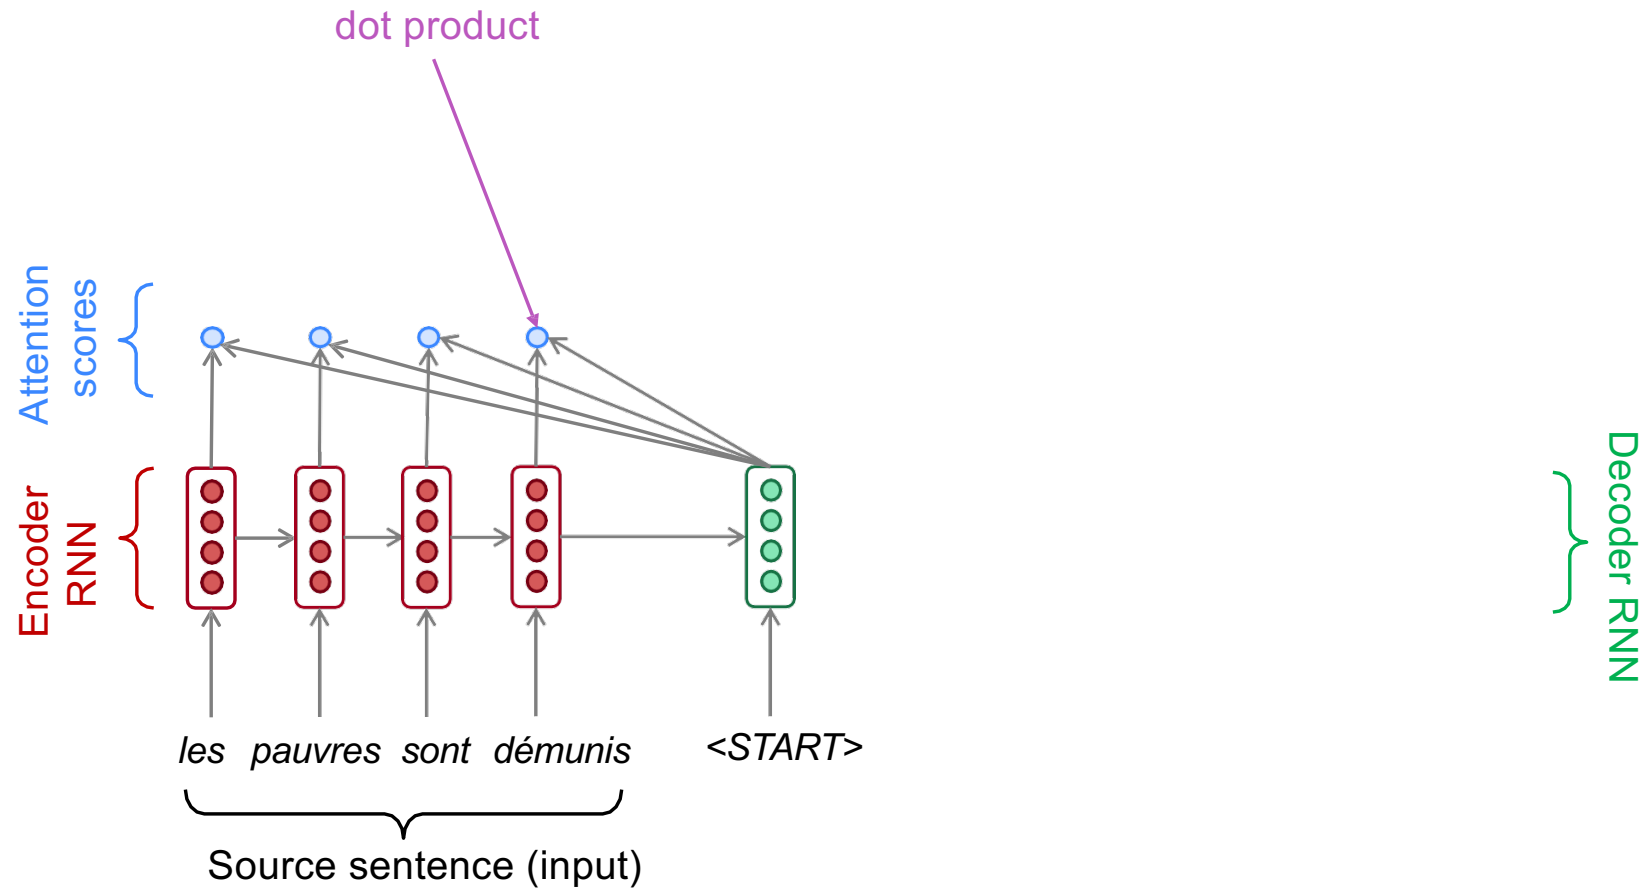 dot product
Attention
scores
Encoder
RNN
Decoder RNN
les pauvres sont démunis
<START>
Source sentence (input)